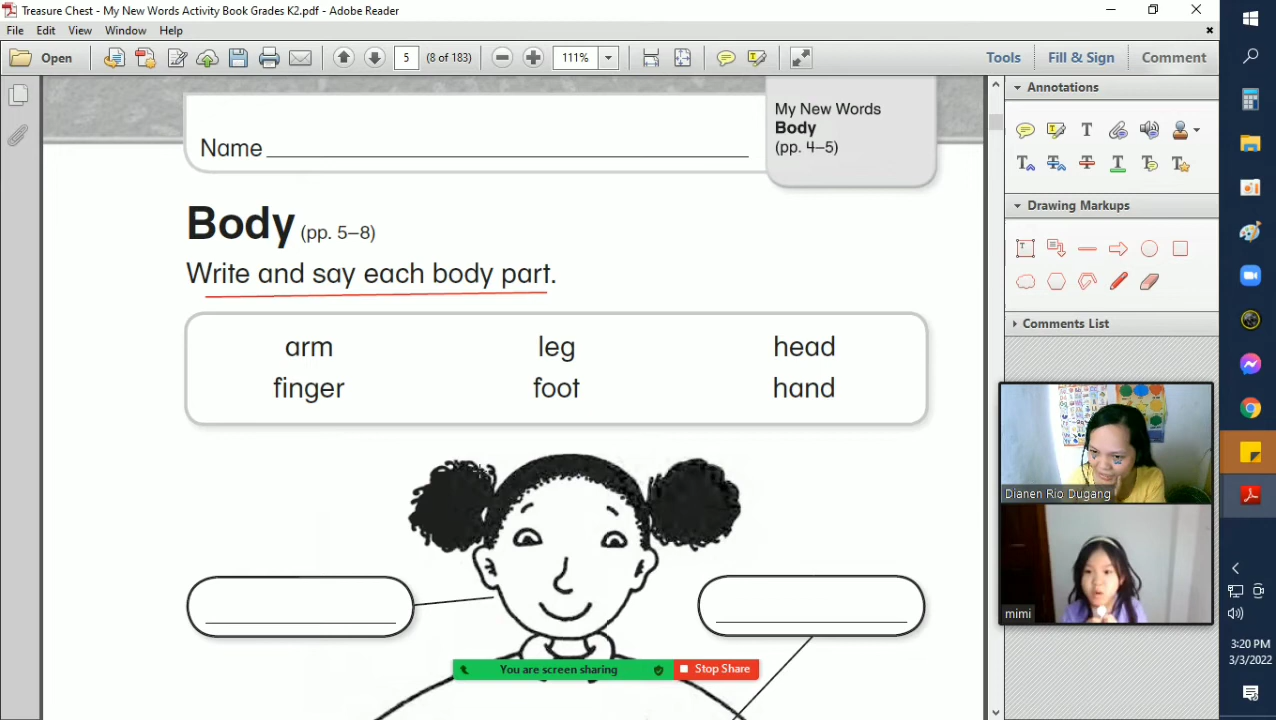 Treasure Chest - My New Words Activity Book Grades K2.pdf - Adobe Reader
File Edit View Window Help
Open 5 (8 of 183) 111% Tools Fill & Sign Comment
Annotations
Drawing Markups
Comments List
My New Words
Body
(pp. 4–5)
Name
Body (pp. 5–8)
Write and say each body part.
arm leg head
finger foot hand
You are screen sharing Stop Share
Dianen Rio Dugang
mimi
3:20 PM
3/3/2022